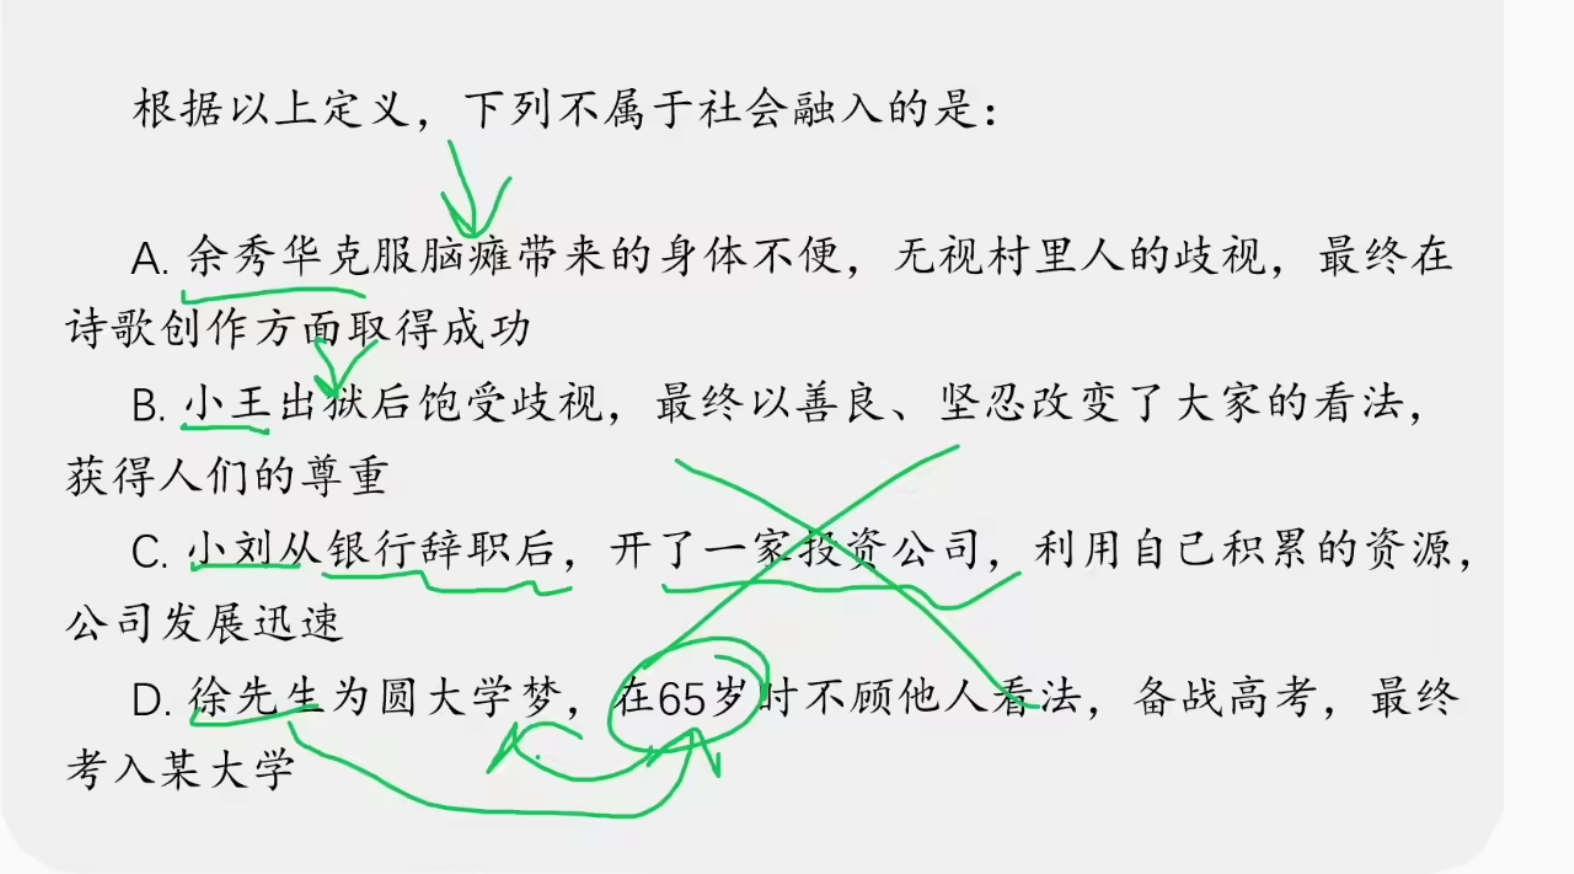 根据以上定义，下列不属于社会融入的是：
A. 余秀华克服脑瘫带来的身体不便，无视村里人的歧视，最终在
诗歌创作方面取得成功
B. 小王出狱后饱受歧视，最终以善良、坚忍改变了大家的看法，
获得人们的尊重
C. 小刘从银行辞职后，开了一家投资公司，利用自己积累的资源，
公司发展迅速
D. 徐先生为圆大学梦，在65岁时不顾他人看法，备战高考，最终
考入某大学